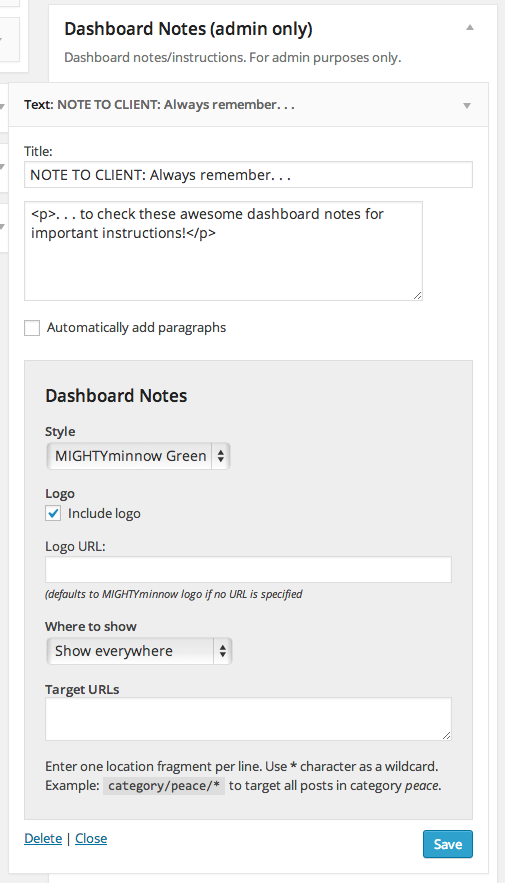 Dashboard Notes (admin only)
Dashboard notes/instructions. For admin purposes only.
Text: NOTE TO CLIENT: Always remember. . .
Title:
NOTE TO CLIENT: Always remember. . .
<p>. . . to check these awesome dashboard notes for
important instructions!</p>
Automatically add paragraphs
Dashboard Notes
Style
MIGHTYminnow Green
Logo
Include logo
Logo URL:
(defaults to MIGHTYminnow logo if no URL is specified
Where to show
Show everywhere
Target URLs
Enter one location fragment per line. Use * character as a wildcard.
Example: category/peace/* to target all posts in category peace.
Delete | Close
Save